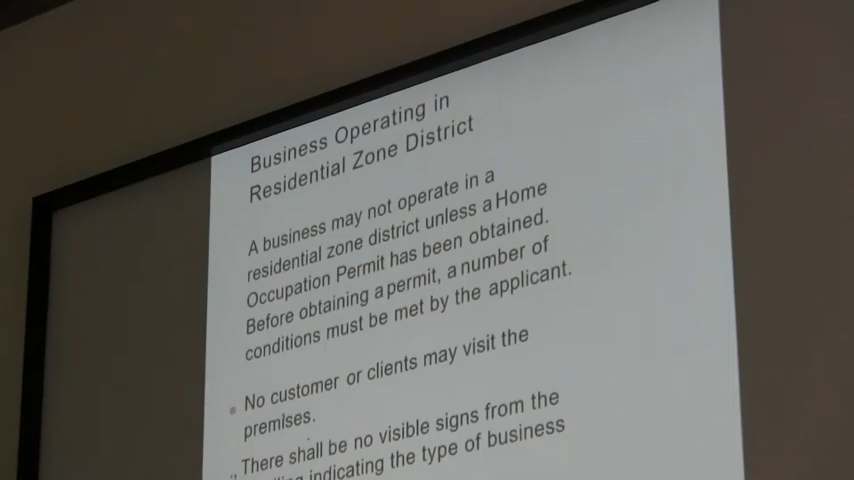 Business Operating in
Residential Zone District
A business may not operate in a
residential zone district unless a Home
Occupation Permit has been obtained.
Before obtaining a permit, a number of
conditions must be met by the applicant.
No customer or clients may visit the
premises.
There shall be no visible signs from the
indicating the type of business